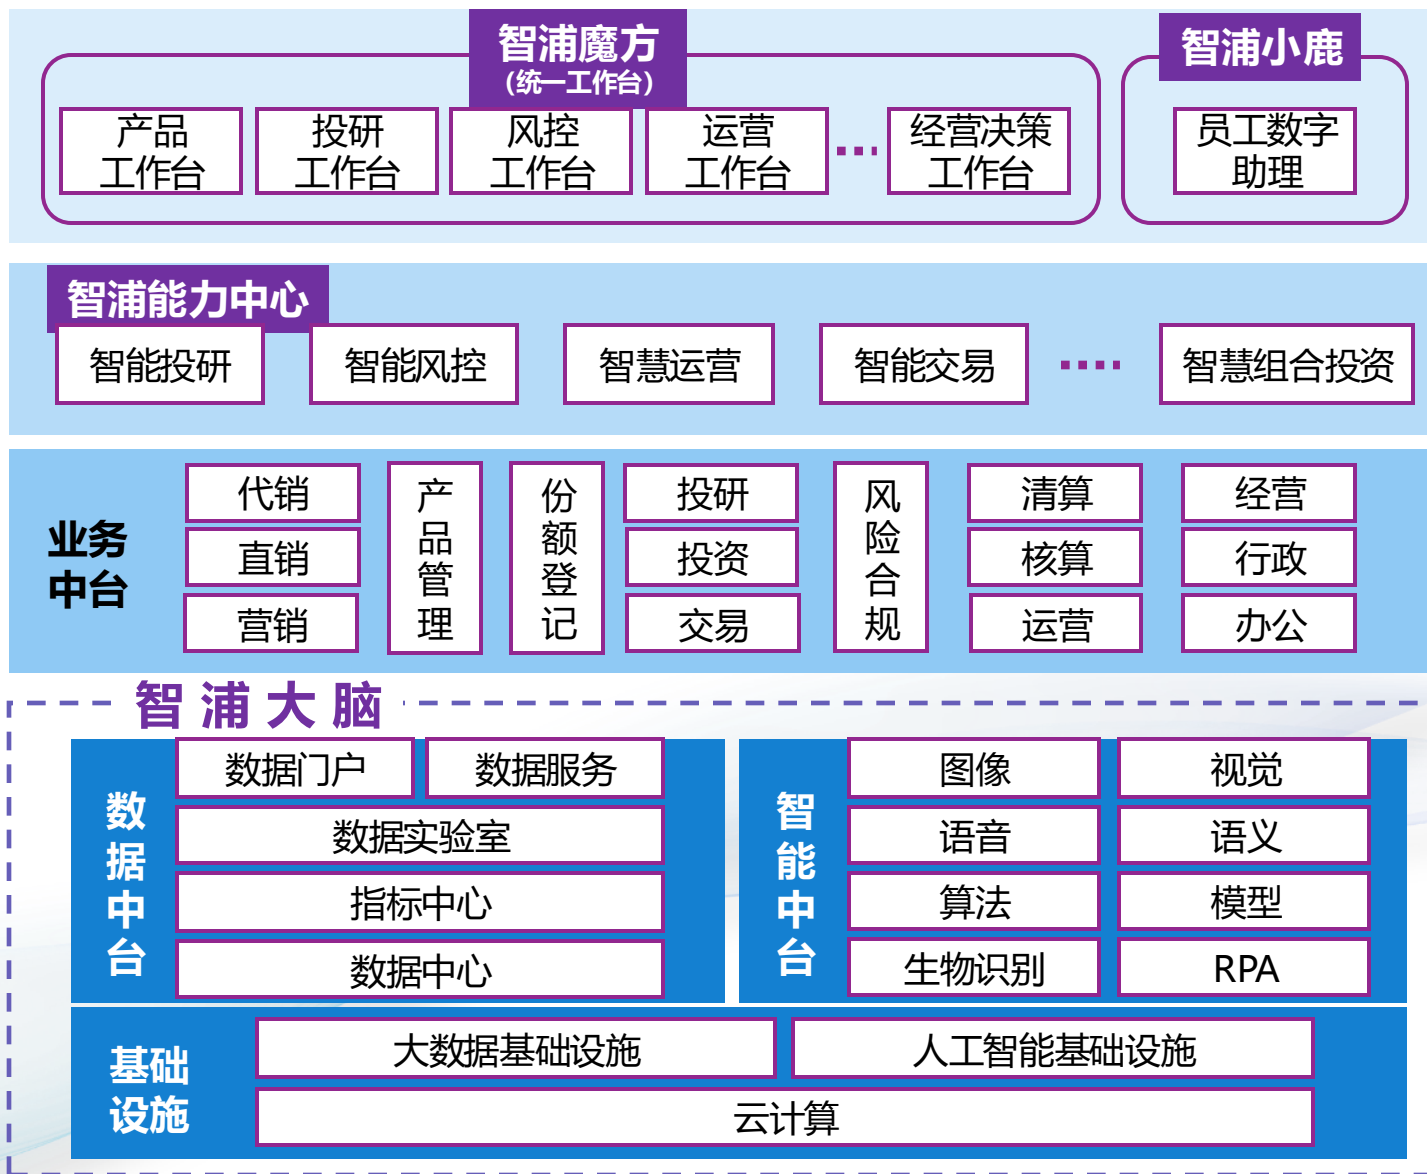 智浦魔方
（统一工作台）
智浦小鹿
产品
工作台
投研
工作台
风控
工作台
运营
工作台
经营决策
工作台
员工数字
助理
智浦能力中心
智能投研
智能风控
智慧运营
智能交易
智慧组合投资
业务
中台
代销
直销
营销
产
品
管
理
份
额
登
记
投研
投资
交易
风
险
合
规
清算
核算
运营
经营
行政
办公
智浦大脑
数
据
中
台
数据门户
数据服务
数据实验室
指标中心
数据中心
智
能
中
台
图像
视觉
语音
语义
算法
模型
生物识别
RPA
基础
设施
大数据基础设施
人工智能基础设施
云计算